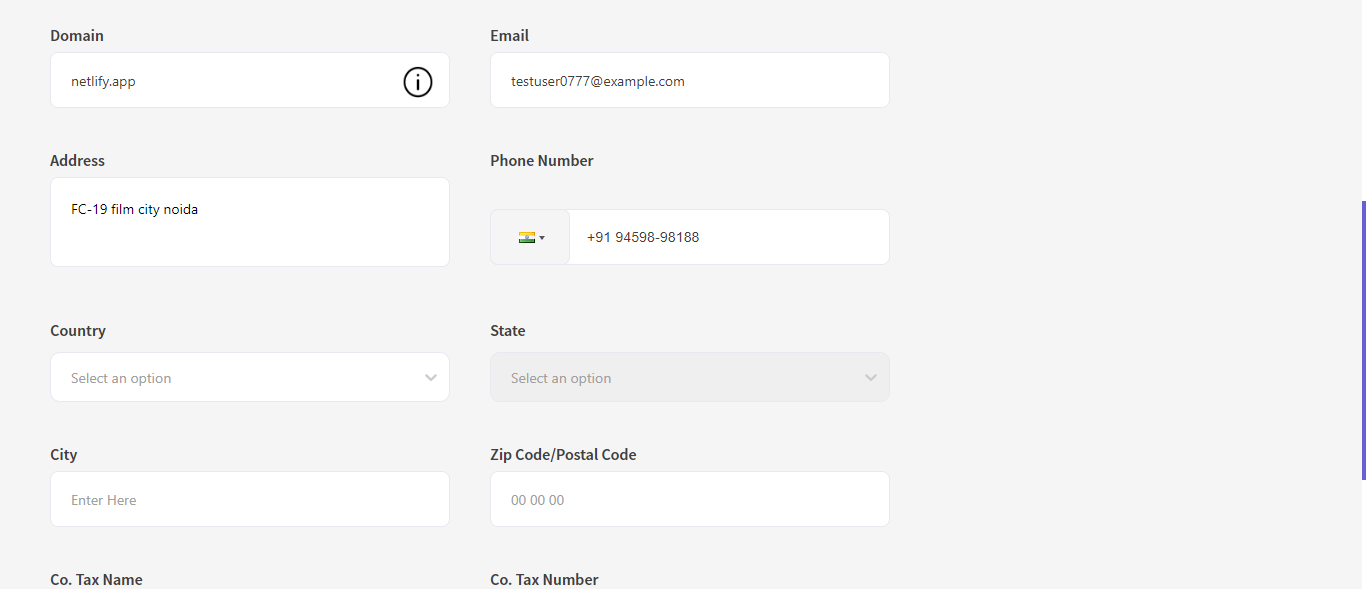 Domain
Email
netlify.app
testuser0777@example.com
Address
Phone Number
FC-19 film city noida
+91 94598-98188
Country
State
Select an option
Select an option
City
Zip Code/Postal Code
Enter Here
00 00 00
Co. Tax Name
Co. Tax Number